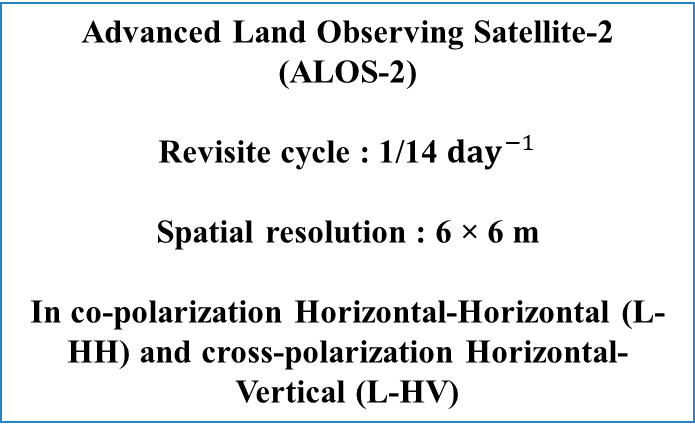 Advanced Land Observing Satellite-2
(ALOS-2)
Revisite cycle : 1/14 day⁻¹
Spatial resolution : 6 × 6 m
In co-polarization Horizontal-Horizontal (L-
HH) and cross-polarization Horizontal-
Vertical (L-HV)